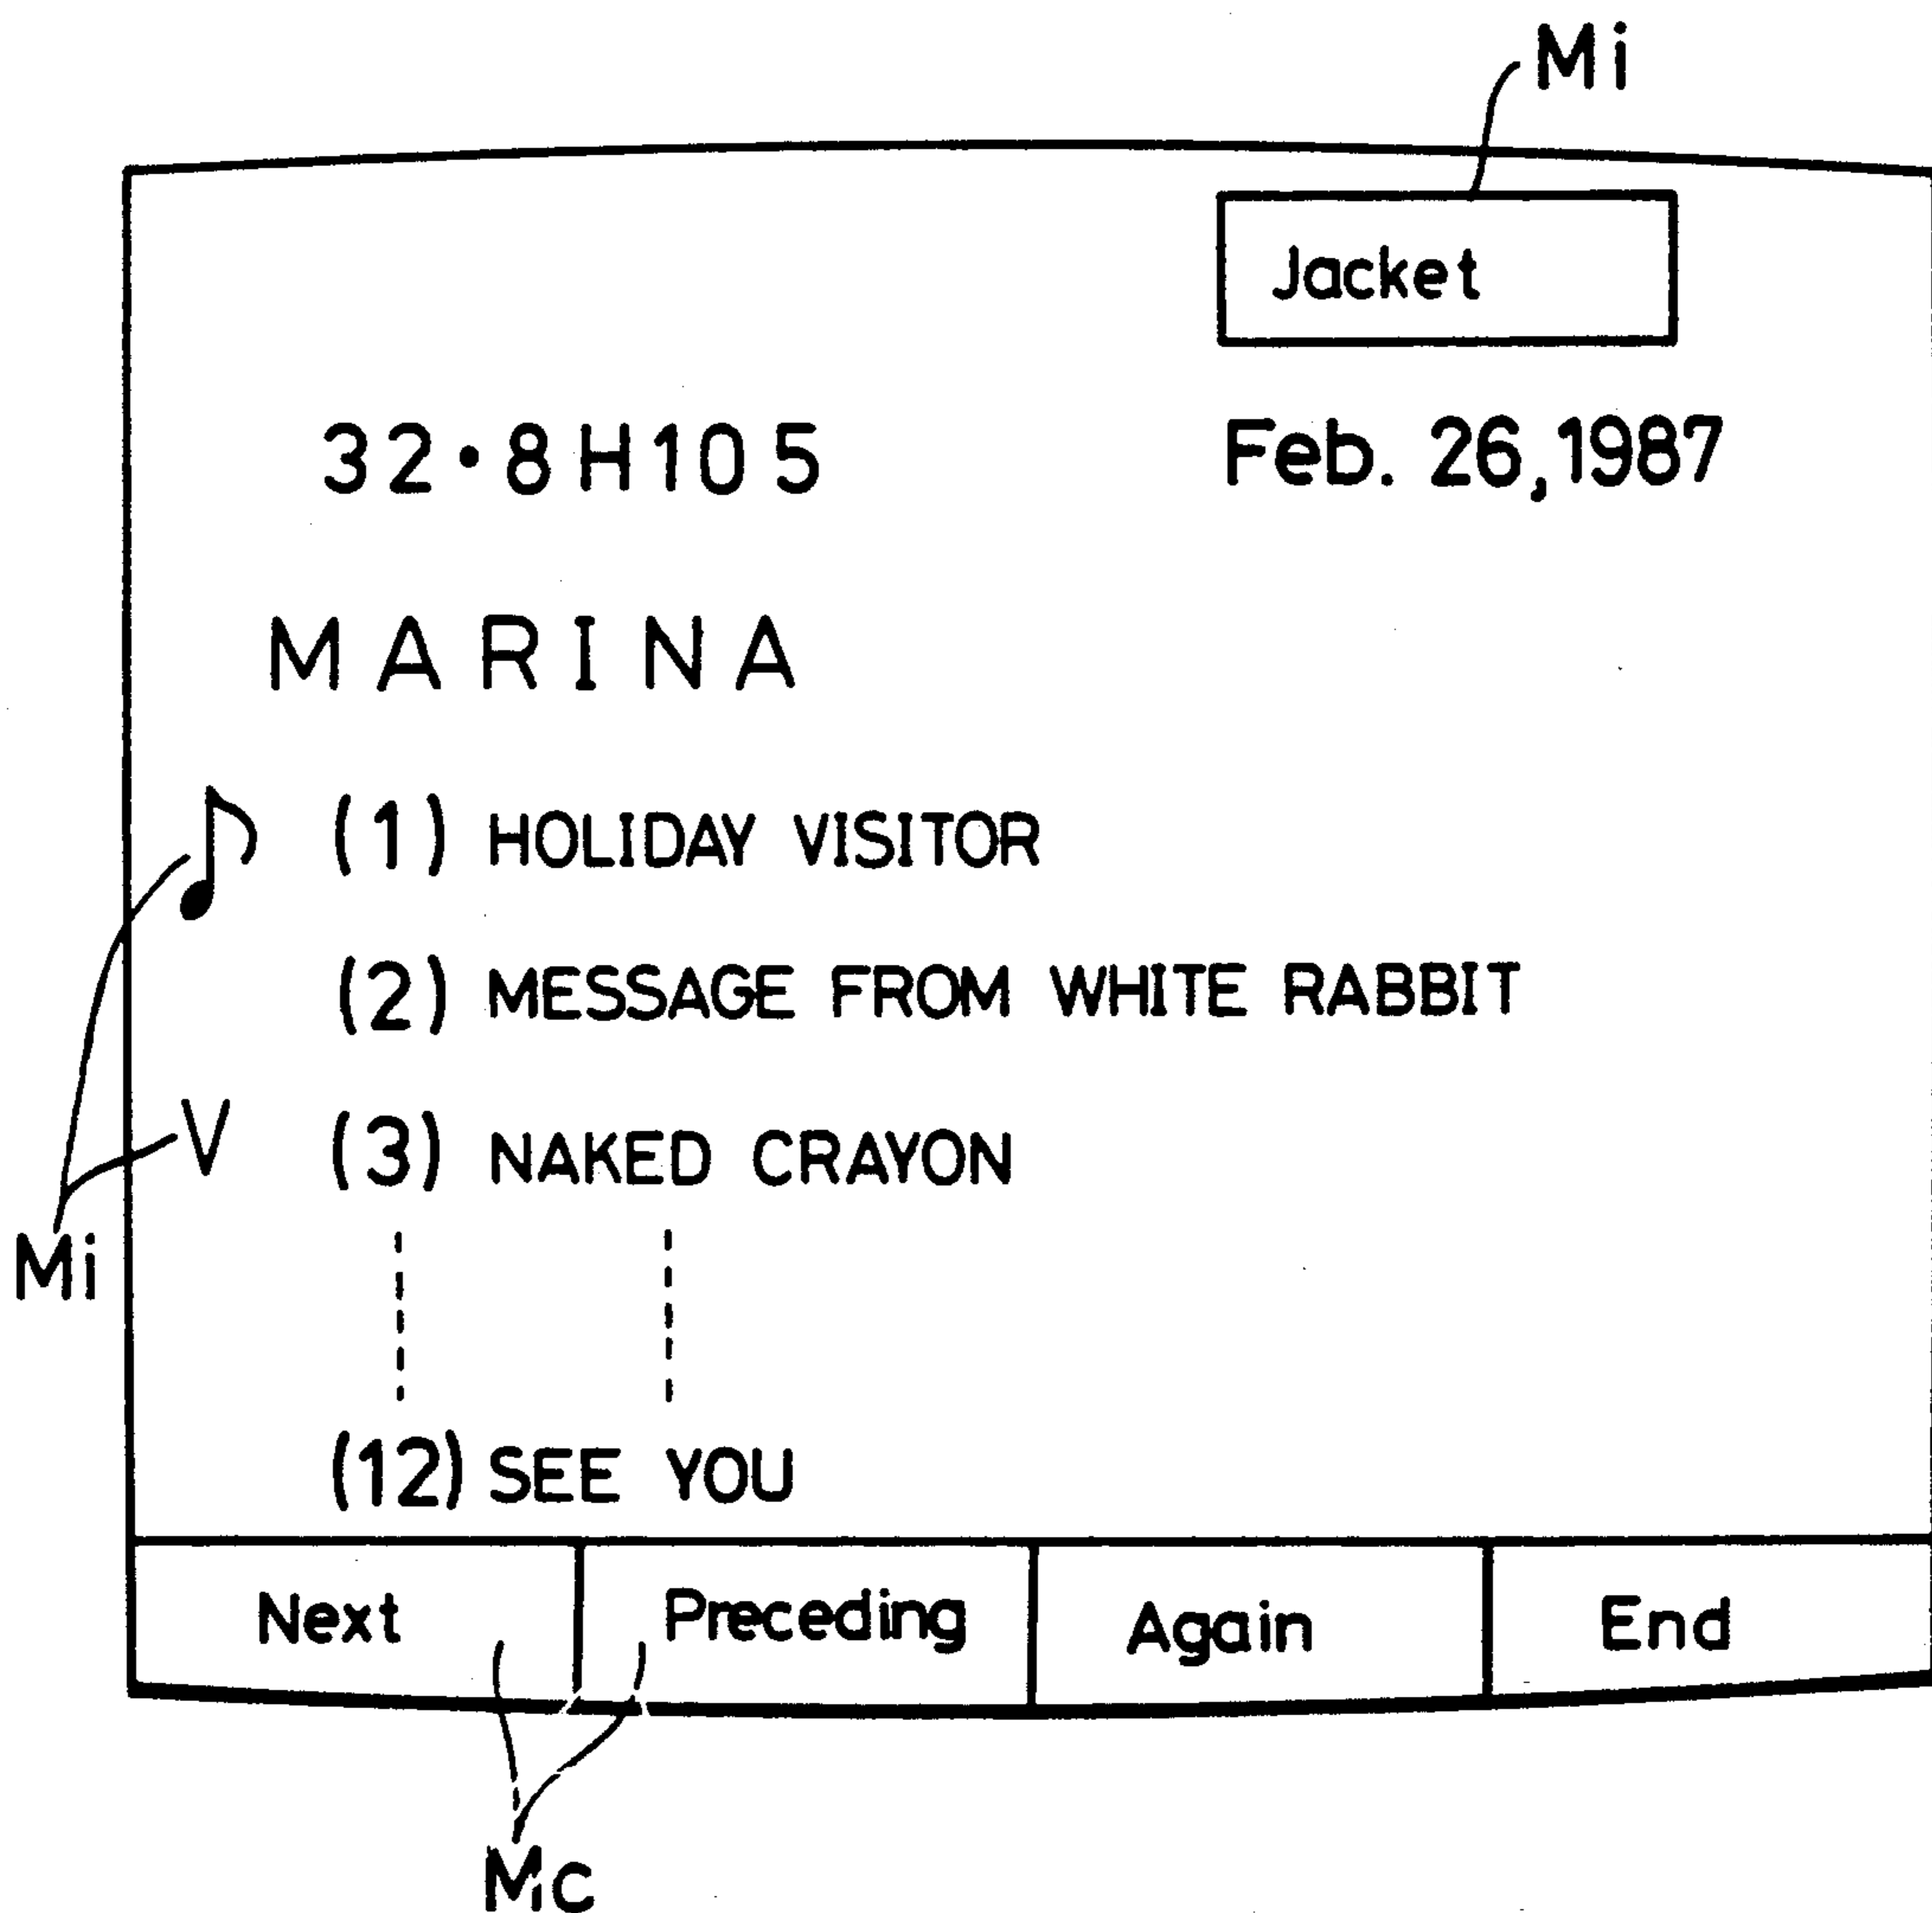 Mi
Jacket
32・8H105 Feb. 26,1987
MARINA
♪ (1) HOLIDAY VISITOR
(2) MESSAGE FROM WHITE RABBIT
V (3) NAKED CRAYON
Mi
(12) SEE YOU
Next Preceding Again End
Mc